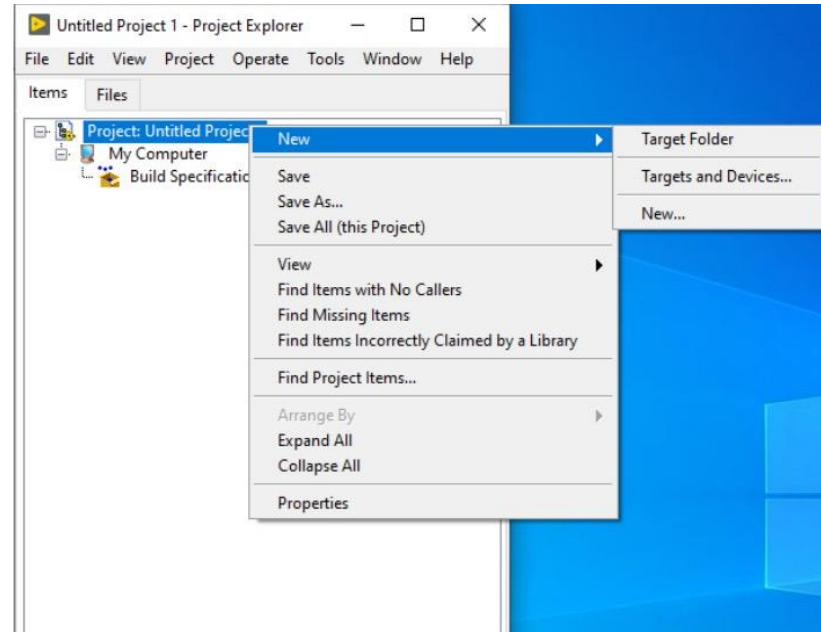 Untitled Project 1 - Project Explorer
File Edit View Project Operate Tools Window Help
Items Files
Project: Untitled Projec
My Computer
Build Specificatio
New
Save
Save As...
Save All (this Project)
View
Find Items with No Callers
Find Missing Items
Find Items Incorrectly Claimed by a Library
Find Project Items...
Arrange By
Expand All
Collapse All
Properties
Target Folder
Targets and Devices...
New...